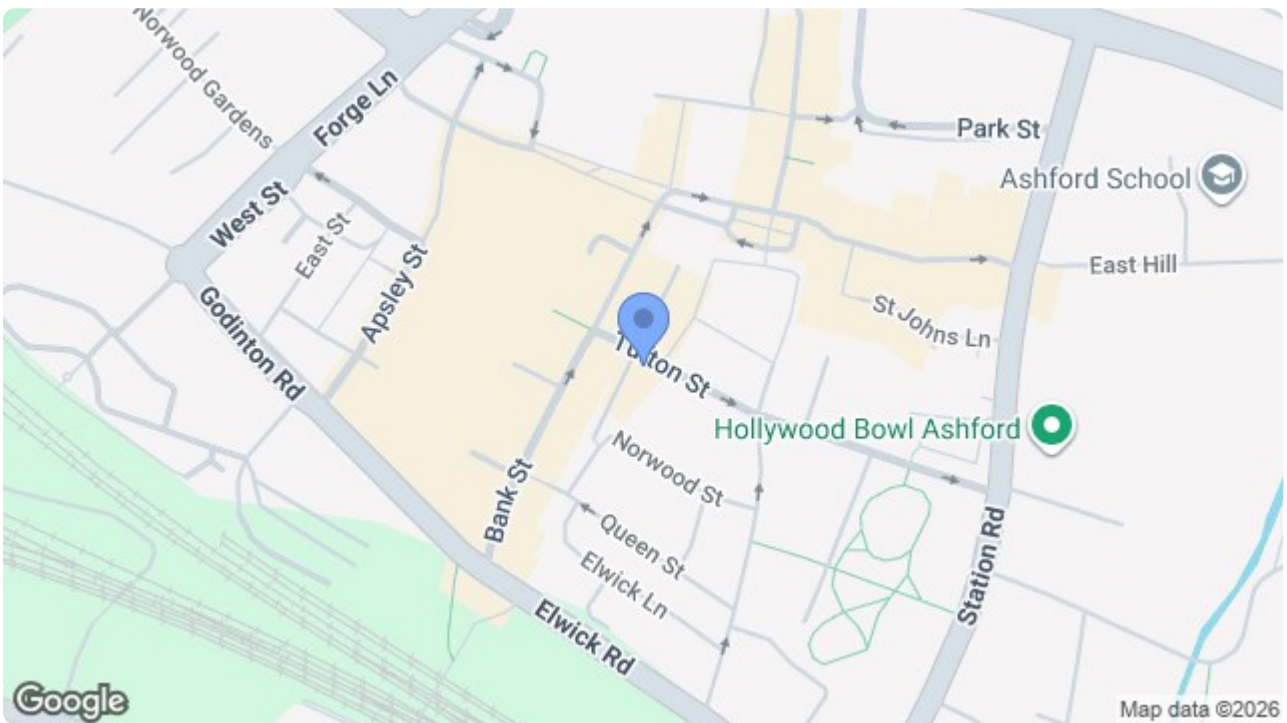 Norwood Gardens
Forge Ln
Park St
Ashford School
West St
East St
East Hill
Apsley St
Godinton Rd
St Johns Ln
Tufton St
Hollywood Bowl Ashford
Norwood St
Bank St
Queen St
Elwick Ln
Station Rd
Elwick Rd
Google
Map data ©2026